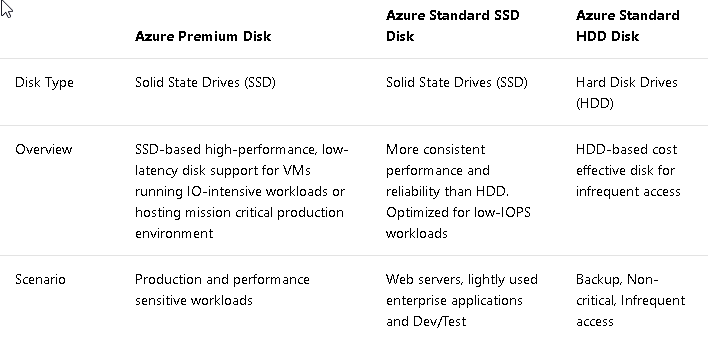 Azure Premium Disk
Azure Standard SSD
Disk
Azure Standard
HDD Disk
Disk Type
Solid State Drives (SSD)
Solid State Drives (SSD)
Hard Disk Drives
(HDD)
Overview
SSD-based high-performance, low-
latency disk support for VMs
running IO-intensive workloads or
hosting mission critical production
environment
More consistent
performance and
reliability than HDD.
Optimized for low-IOPS
workloads
HDD-based cost
effective disk for
infrequent access
Scenario
Production and performance
sensitive workloads
Web servers, lightly used
enterprise applications
and Dev/Test
Backup, Non-
critical, Infrequent
access